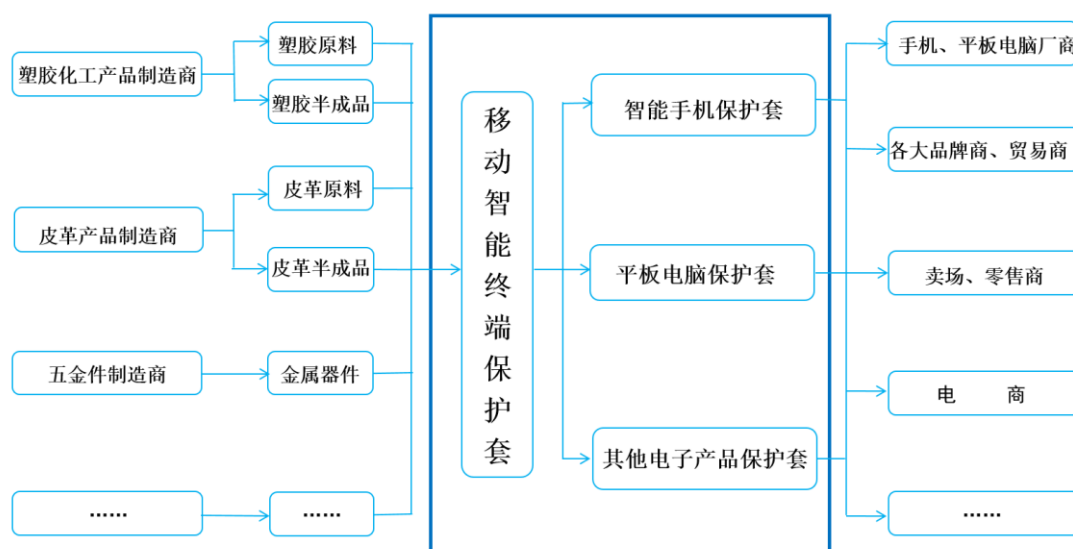 塑胶化工产品制造商
塑胶原料
塑胶半成品
皮革产品制造商
皮革原料
皮革半成品
五金件制造商
金属器件
……
……
移动智能终端保护套
智能手机保护套
平板电脑保护套
其他电子产品保护套
手机、平板电脑厂商
各大品牌商、贸易商
卖场、零售商
电 商
……